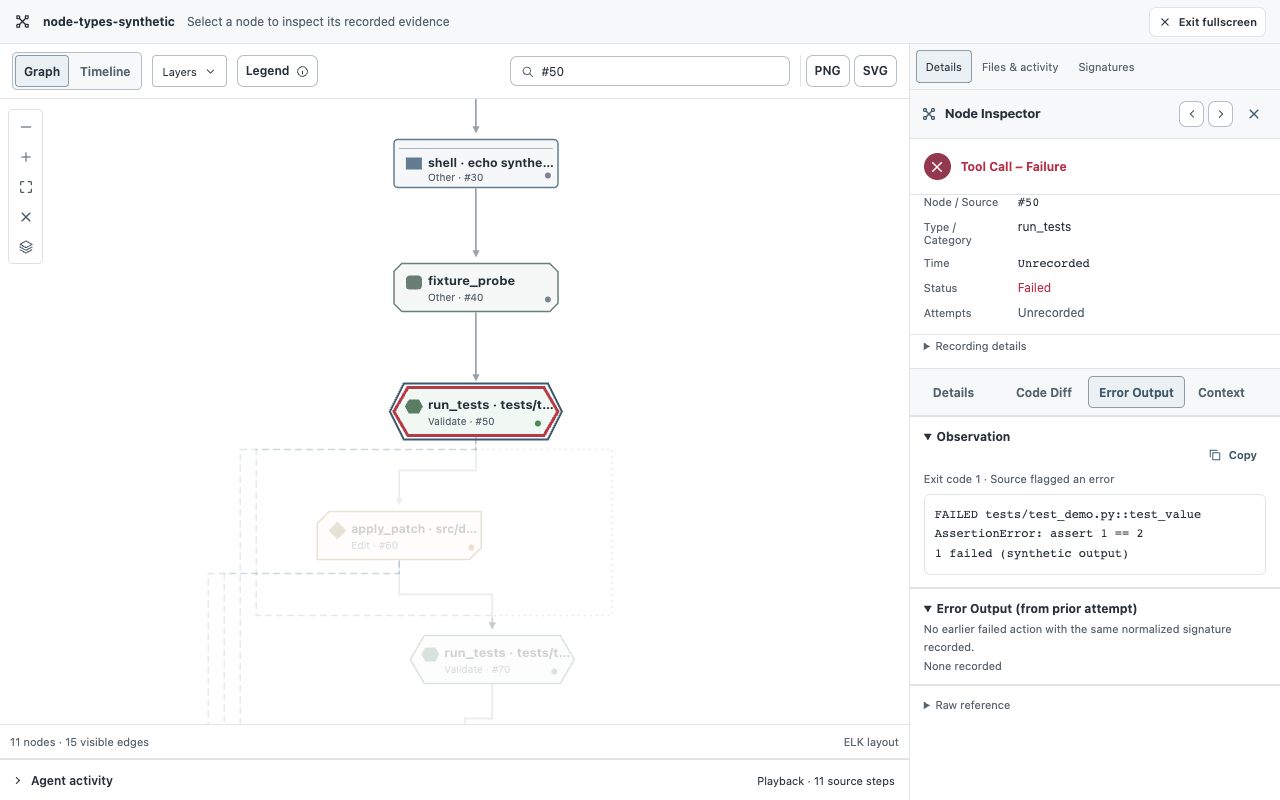 node-types-synthetic Select a node to inspect its recorded evidence
Exit fullscreen
Graph Timeline Layers Legend #50 PNG SVG
shell · echo synthe...
Other · #30
fixture_probe
Other · #40
run_tests · tests/t...
Validate · #50
apply_patch · src/d...
Edit · #60
run_tests · tests/t...
Validate · #70
11 nodes · 15 visible edges
ELK layout
Agent activity
Playback · 11 source steps
Details Files & activity Signatures
Node Inspector
Tool Call – Failure
Node / Source #50
Type / Category run_tests
Time Unrecorded
Status Failed
Attempts Unrecorded
Recording details
Details Code Diff Error Output Context
Observation
Copy
Exit code 1 · Source flagged an error
FAILED tests/test_demo.py::test_value
AssertionError: assert 1 == 2
1 failed (synthetic output)
Error Output (from prior attempt)
No earlier failed action with the same normalized signature
recorded.
None recorded
Raw reference